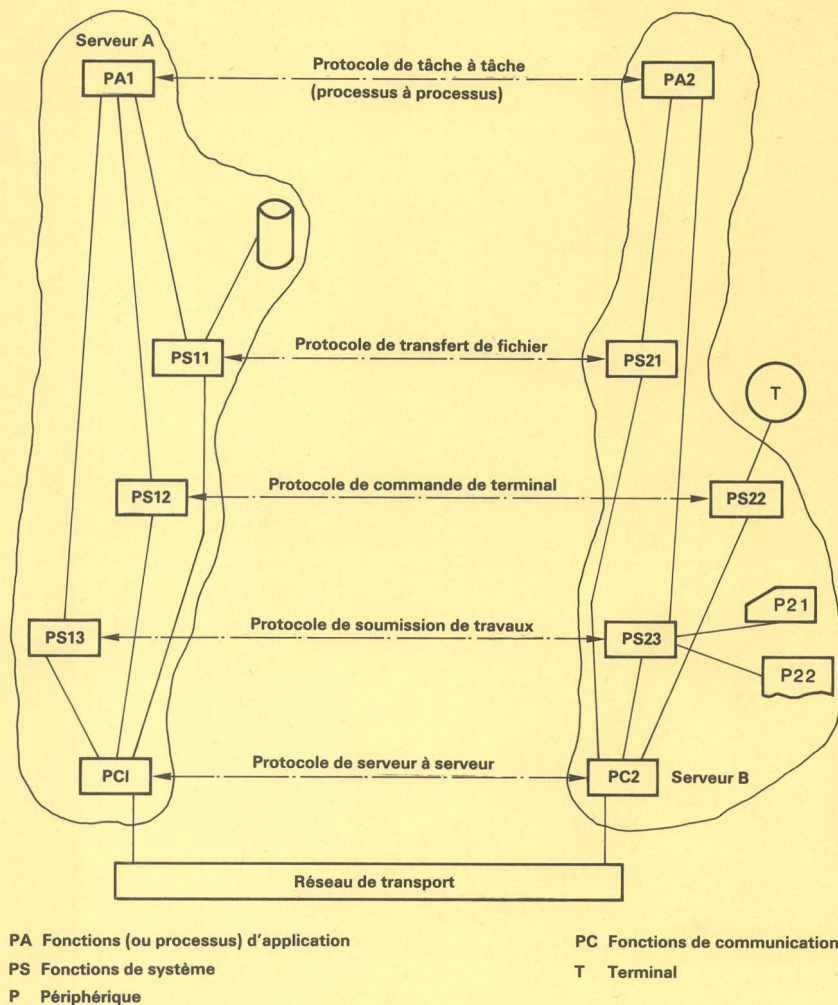 Serveur A
PA1
Protocole de tâche à tâche
(processus à processus)
PA2
PS11
Protocole de transfert de fichier
PS21
T
PS12
Protocole de commande de terminal
PS22
P21
PS13
Protocole de soumission de travaux
PS23
P22
PCI
Protocole de serveur à serveur
PC2
Serveur B
Réseau de transport
PA Fonctions (ou processus) d'application
PC Fonctions de communication
PS Fonctions de système
T Terminal
P Périphérique